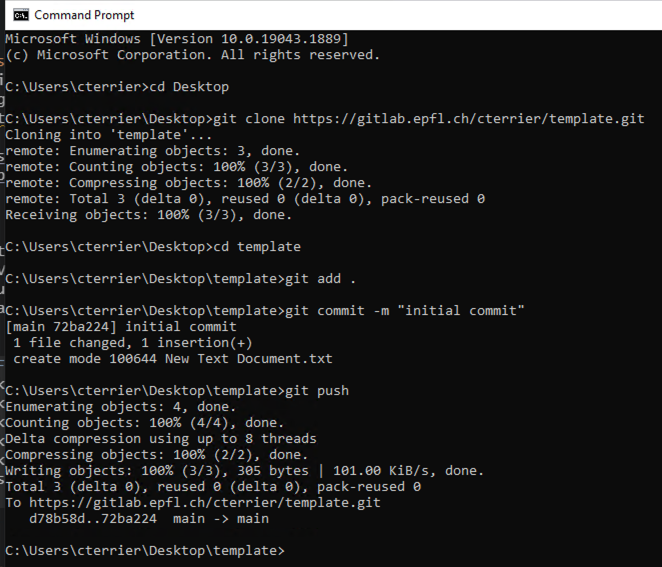 Command Prompt
Microsoft Windows [Version 10.0.19043.1889]
(c) Microsoft Corporation. All rights reserved.
C:\Users\cterrier>cd Desktop
C:\Users\cterrier\Desktop>git clone https://gitlab.epfl.ch/cterrier/template.git
Cloning into 'template'...
remote: Enumerating objects: 3, done.
remote: Counting objects: 100% (3/3), done.
remote: Compressing objects: 100% (2/2), done.
remote: Total 3 (delta 0), reused 0 (delta 0), pack-reused 0
Receiving objects: 100% (3/3), done.
C:\Users\cterrier\Desktop>cd template
C:\Users\cterrier\Desktop\template>git add .
C:\Users\cterrier\Desktop\template>git commit -m "initial commit"
[main 72ba224] initial commit
 1 file changed, 1 insertion(+)
 create mode 100644 New Text Document.txt
C:\Users\cterrier\Desktop\template>git push
Enumerating objects: 4, done.
Counting objects: 100% (4/4), done.
Delta compression using up to 8 threads
Compressing objects: 100% (2/2), done.
Writing objects: 100% (3/3), 305 bytes | 101.00 KiB/s, done.
Total 3 (delta 0), reused 0 (delta 0), pack-reused 0
To https://gitlab.epfl.ch/cterrier/template.git
   d78b58d..72ba224  main -> main
C:\Users\cterrier\Desktop\template>